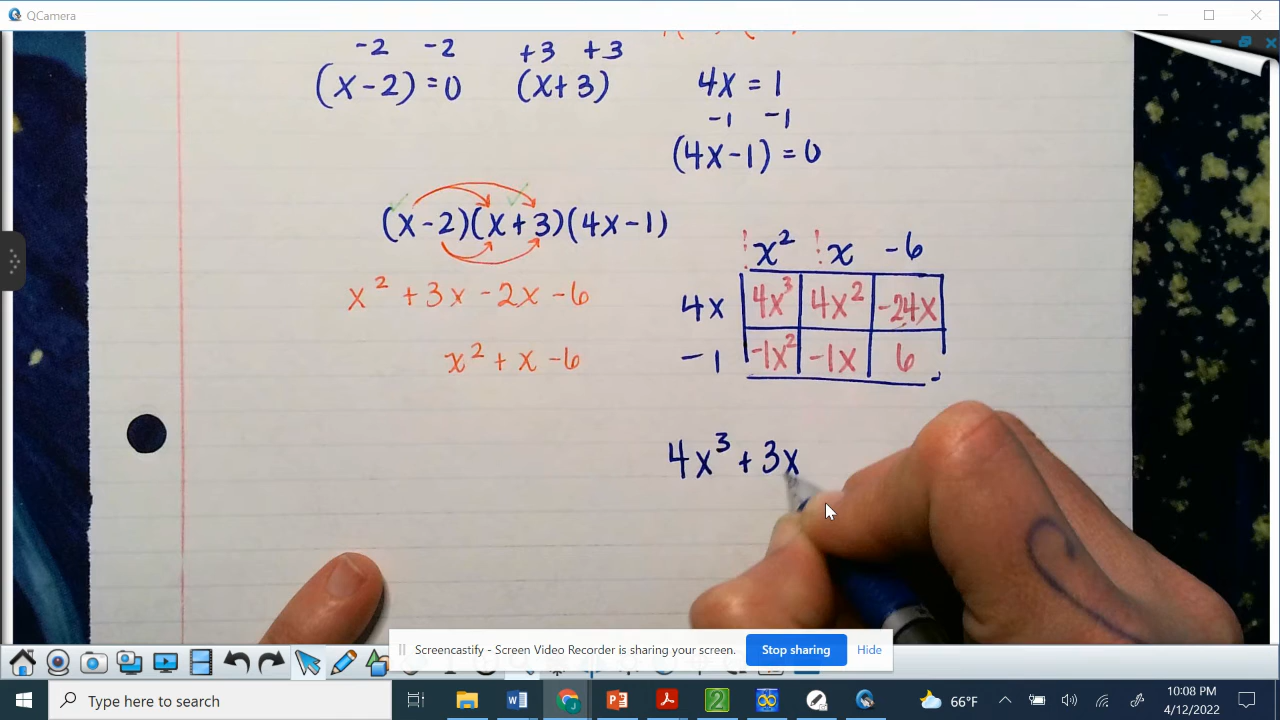 QCamera
-2 -2 +3 +3
(x-2)=0 (x+3) 4x = 1
-1 -1
(4x-1) = 0
(x-2)(x+3)(4x-1)
x² x -6
x² +3x -2x -6 4x 4x³ 4x² -24x
x² + x -6 -1 -1x² -1x 6
4x³ + 3x
Screencastify - Screen Video Recorder is sharing your screen. Stop sharing Hide
Type here to search 66°F 10:08 PM
4/12/2022